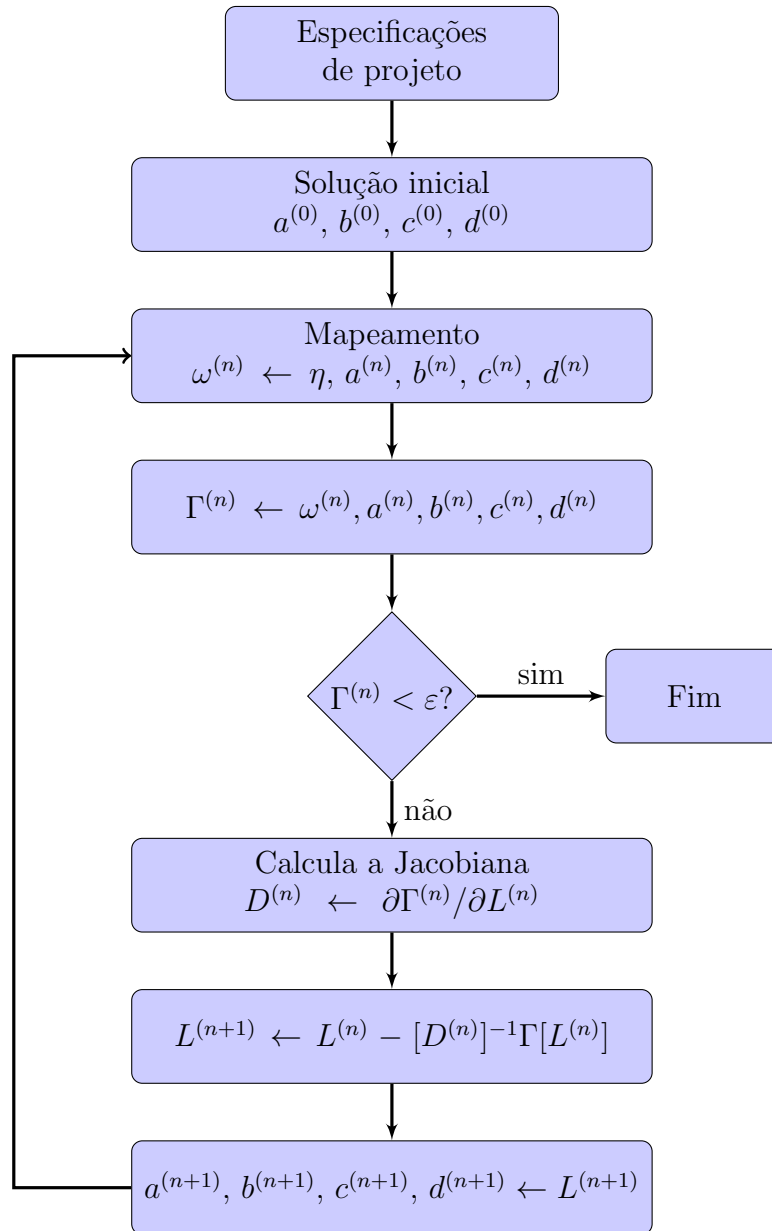 Especificações
de projeto
Solução inicial
a^{(0)}, b^{(0)}, c^{(0)}, d^{(0)}
Mapeamento
ω^{(n)} ← η, a^{(n)}, b^{(n)}, c^{(n)}, d^{(n)}
Γ^{(n)} ← ω^{(n)}, a^{(n)}, b^{(n)}, c^{(n)}, d^{(n)}
Γ^{(n)} < ε?
sim
Fim
não
Calcula a Jacobiana
D^{(n)} ← ∂Γ^{(n)}/∂L^{(n)}
L^{(n+1)} ← L^{(n)} − [D^{(n)}]^{−1}Γ[L^{(n)}]
a^{(n+1)}, b^{(n+1)}, c^{(n+1)}, d^{(n+1)} ← L^{(n+1)}